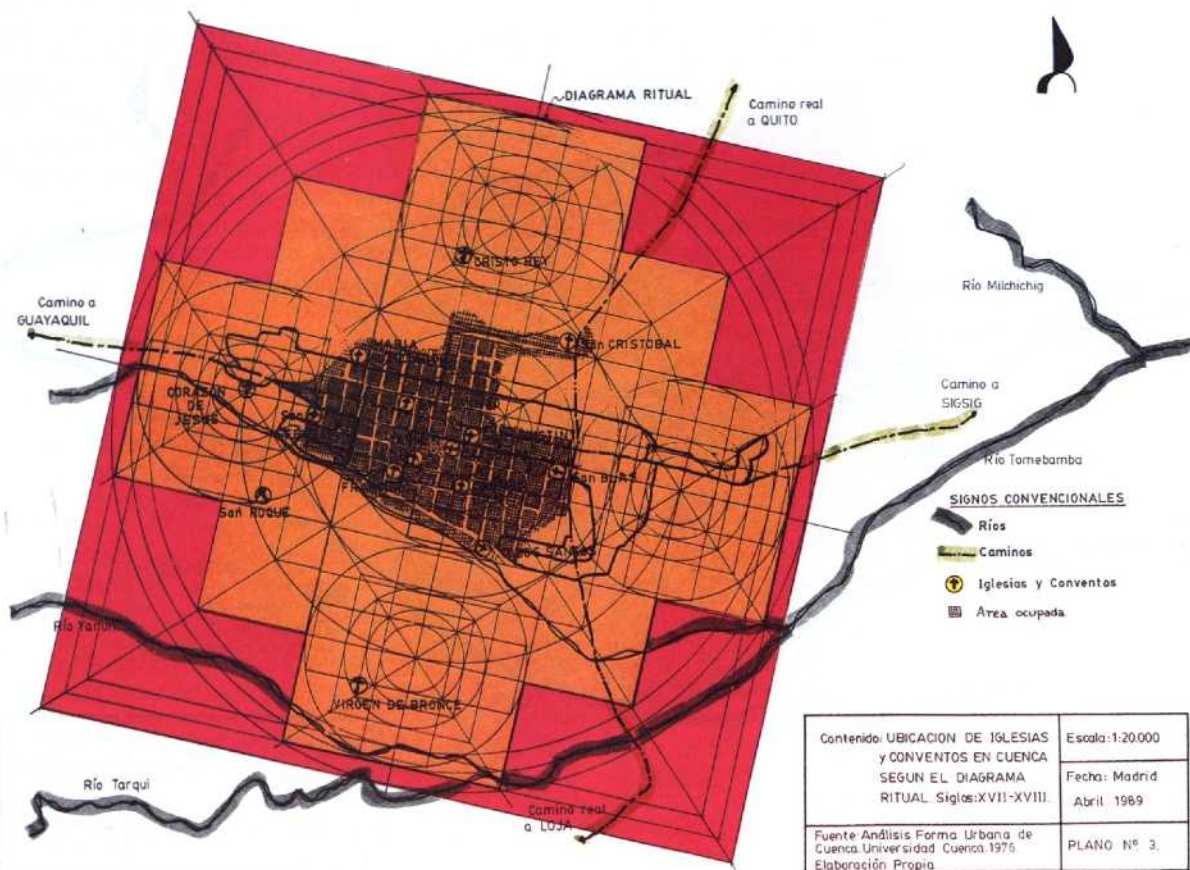 DIAGRAMA RITUAL
Camino real
a QUITO
CRISTO REY
Río Milchichig
Camino a
GUAYAQUIL
MARIA
San CRISTOBAL
Camino a
SIGSIG
CORAZON
DE
JESUS
Río Tomebamba
San BLAS
San ROQUE
SIGNOS CONVENCIONALES
Ríos
Caminos
Iglesias y Conventos
Area ocupada
VIRGEN DE BRONCE
Río Tarqui
Camino real
a LOJA
Contenido: UBICACION DE IGLESIAS
y CONVENTOS EN CUENCA
SEGUN EL DIAGRAMA
RITUAL. Siglos:XVII-XVIII.
Escala:1:20.000
Fecha: Madrid
Abril 1989
Fuente:Análisis Forma Urbana de
Cuenca.Universidad Cuenca.1976.
Elaboración Propia
PLANO Nº 3.